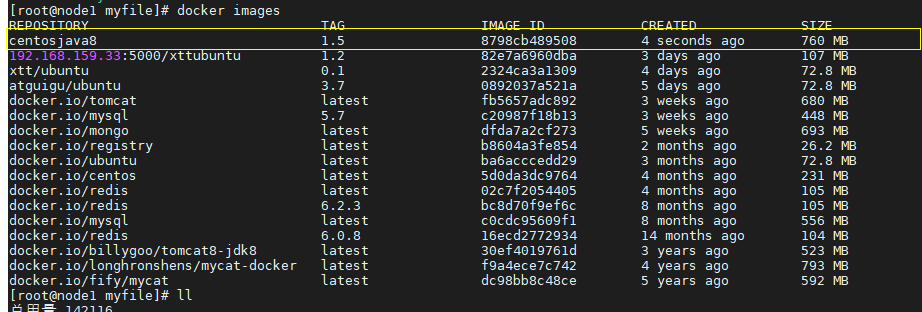 [root@node1 myfile]# docker images
REPOSITORY TAG IMAGE ID CREATED SIZE
centosjava8 1.5 8798cb489508 4 seconds ago 760 MB
192.168.159.33:5000/xttubuntu 1.2 82e7a6960dba 3 days ago 107 MB
xtt/ubuntu 0.1 2324ca3a1309 4 days ago 72.8 MB
atguigu/ubuntu 3.7 0892037a521a 5 days ago 72.8 MB
docker.io/tomcat latest fb5657adc892 3 weeks ago 680 MB
docker.io/mysql 5.7 c20987f18b13 3 weeks ago 448 MB
docker.io/mongo latest dfda7a2cf273 5 weeks ago 693 MB
docker.io/registry latest b8604a3fe854 2 months ago 26.2 MB
docker.io/ubuntu latest ba6acccedd29 3 months ago 72.8 MB
docker.io/centos latest 5d0da3dc9764 4 months ago 231 MB
docker.io/redis latest 02c7f2054405 4 months ago 105 MB
docker.io/redis 6.2.3 bc8d70f9ef6c 8 months ago 105 MB
docker.io/mysql latest c0cdc95609f1 8 months ago 556 MB
docker.io/redis 6.0.8 16ecd2772934 14 months ago 104 MB
docker.io/billygoo/tomcat8-jdk8 latest 30ef4019761d 3 years ago 523 MB
docker.io/longhronshens/mycat-docker latest f9a4ece7c742 4 years ago 793 MB
docker.io/fify/mycat latest dc98bb8c48ce 5 years ago 592 MB
[root@node1 myfile]# ll
总用量 142116